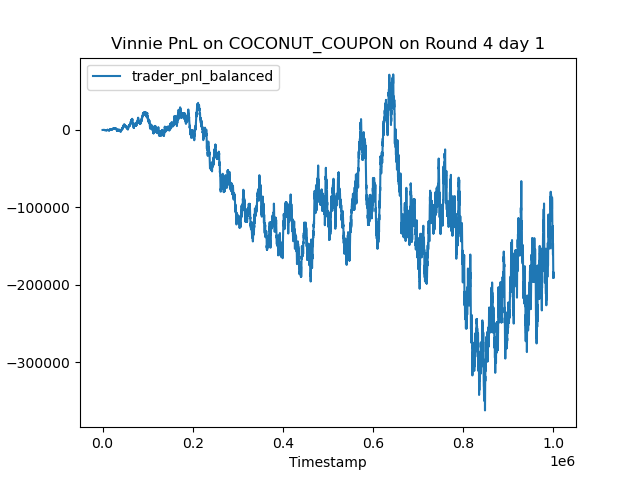 Vinnie PnL on COCONUT_COUPON on Round 4 day 1
trader_pnl_balanced
0
−100000
−200000
−300000
0.0 0.2 0.4 0.6 0.8 1.0
1e6
Timestamp